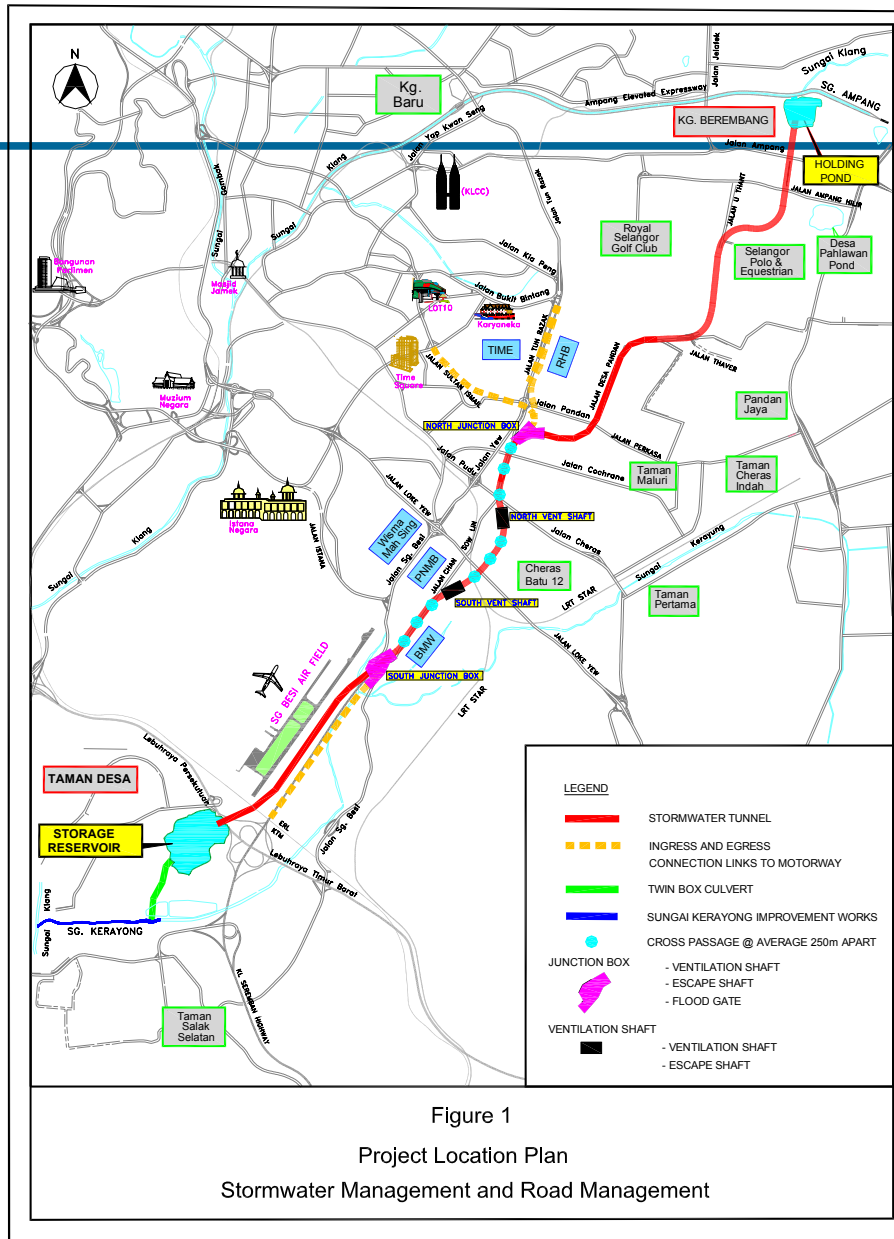 N
Kg.
Baru
Jalan Jelatek
Sungai Klang
Ampang Elevated Expressway
SG. AMPANG
KG. BEREMBANG
Jalan Yap Kwan Seng
Jalan Ampang
HOLDING
POND
Klang
Gombak
Sungai
Sungai
(KLCC)
Jalan Tun Razak
JALAN U THANT
JALAN AMPANG HILIR
Royal
Selangor
Golf Club
Selangor
Polo &
Equestrian
Desa
Pahlawan
Pond
Jalan Kia Peng
Bangunan
Parlimen
Masjid
Jamek
Jalan Bukit Bintang
LOT10
Karyaneka
TIME
JALAN TUN RAZAK
RHB
Time
Square
JALAN SULTAN ISMAIL
JALAN DESA PANDAN
JALAN THAVER
Muzium
Negara
Jalan Pandan
Pandan
Jaya
NORTH JUNCTION BOX
JALAN PERKASA
Jalan Yew
Jalan Pudu
Jalan Cochrane
Taman
Maluri
Taman
Cheras
Indah
JALAN LOKE YEW
Istana
Negara
JALAN ISTANA
NORTH VENT SHAFT
Wisma
Mah Sing
Jalan Sg. Besi
PNMB
JALAN CHAN SOW LIN
Jalan Cheras
Sungai Kerayung
Sungai Klang
Cheras
Batu 12
LRT STAR
Taman
Pertama
SOUTH VENT SHAFT
BMW
JALAN LOKE YEW
SG BESI AIR FIELD
SOUTH JUNCTION BOX
LRT STAR
Lebuhraya Persekutuan
TAMAN DESA
STORAGE
RESERVOIR
ERL
KTM
Jalan Sg. Besi
Lebuhraya Timur Barat
Sungai Klang
SG. KERAYONG
KL SEREMBAN HIGHWAY
Taman
Salak
Selatan
LEGEND
STORMWATER TUNNEL
INGRESS AND EGRESS
CONNECTION LINKS TO MOTORWAY
TWIN BOX CULVERT
SUNGAI KERAYONG IMPROVEMENT WORKS
CROSS PASSAGE @ AVERAGE 250m APART
JUNCTION BOX
- VENTILATION SHAFT
- ESCAPE SHAFT
- FLOOD GATE
VENTILATION SHAFT
- VENTILATION SHAFT
- ESCAPE SHAFT
Figure 1
Project Location Plan
Stormwater Management and Road Management